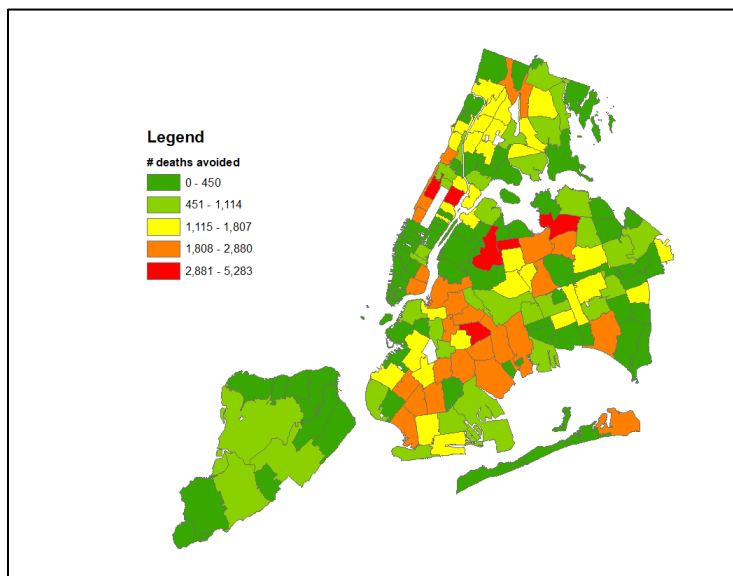 Legend
# deaths avoided
0 - 450
451 - 1,114
1,115 - 1,807
1,808 - 2,880
2,881 - 5,283